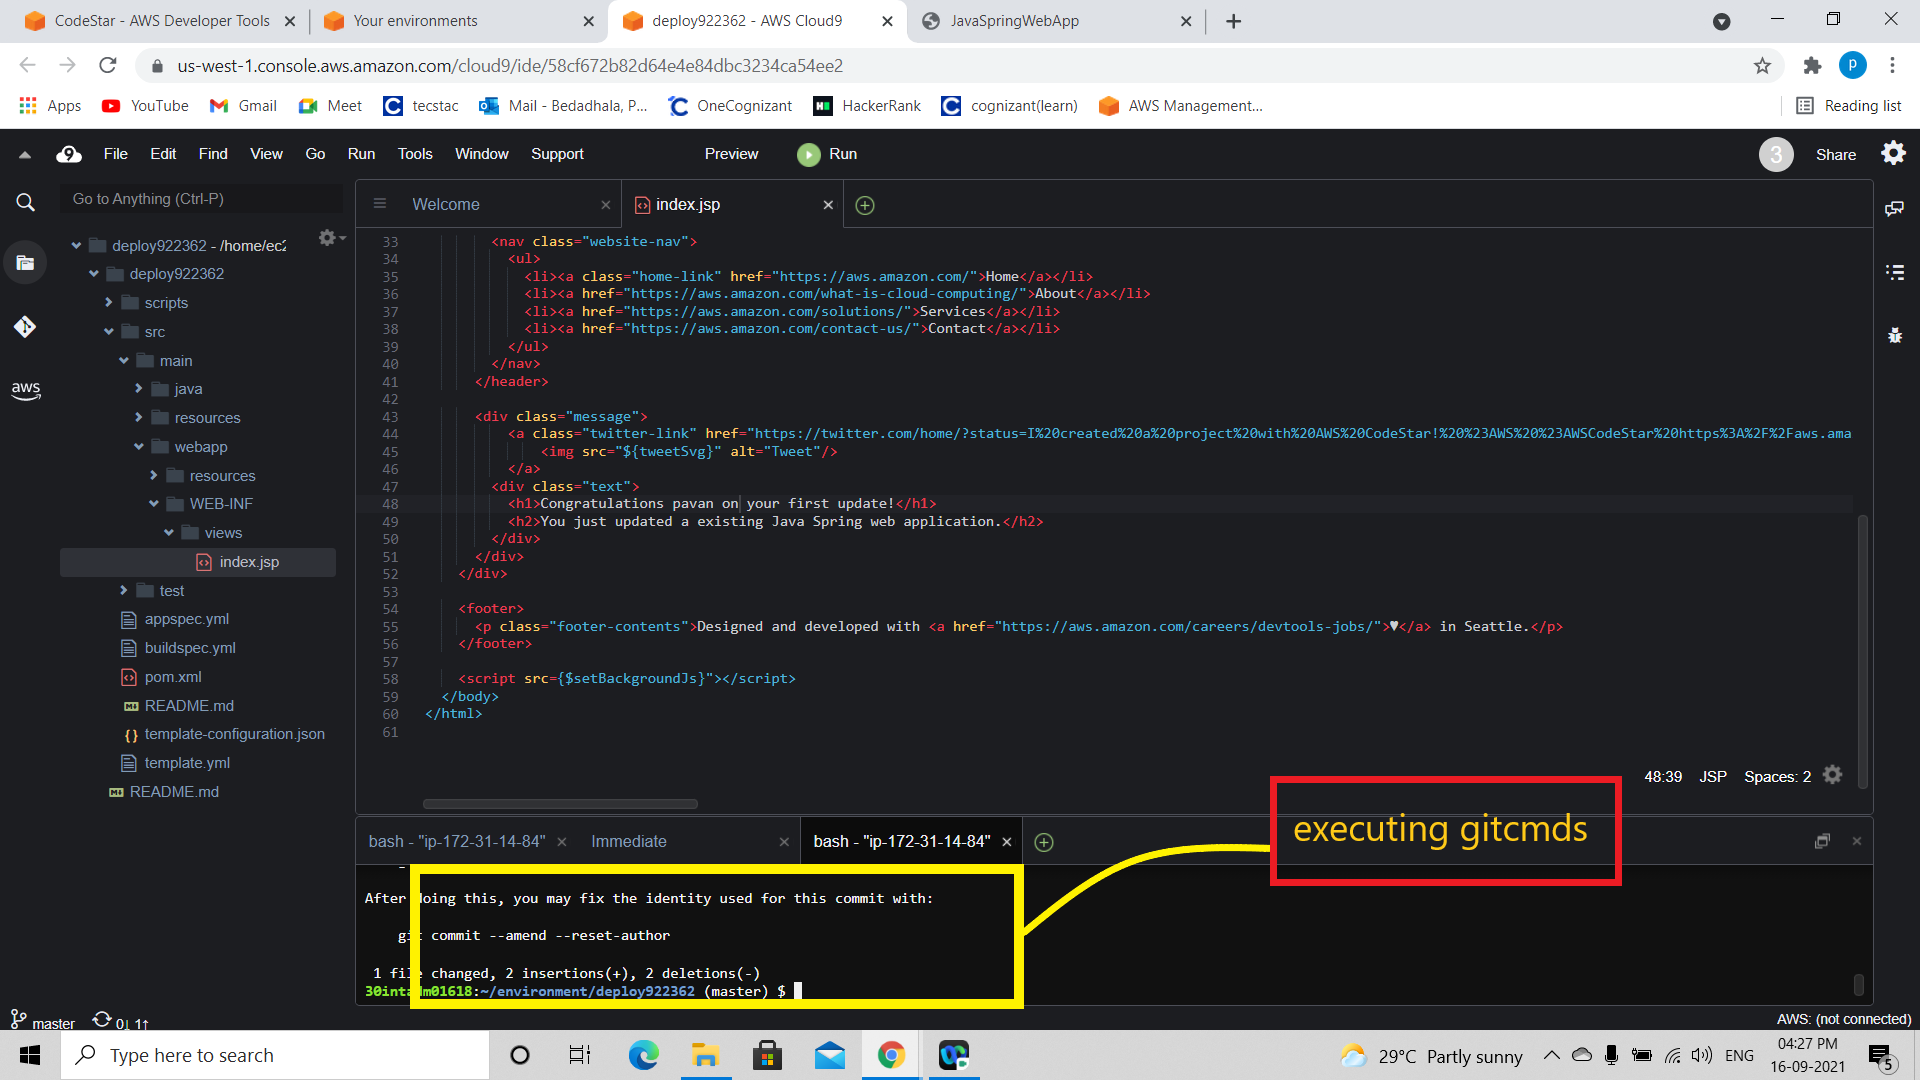 CodeStar - AWS Developer Tools
Your environments
deploy922362 - AWS Cloud9
JavaSpringWebApp
us-west-1.console.aws.amazon.com/cloud9/ide/58cf672b82d64e4e84dbc3234ca54ee2
P
Apps
YouTube
Gmail
Meet
tecstac
Mail - Bedadhala, P...
OneCognizant
HackerRank
cognizant(learn)
AWS Management...
Reading list
File Edit Find View Go Run Tools Window Support Preview Run
3
Share
Go to Anything (Ctrl-P)
Welcome
index.jsp
deploy922362 - /home/ec2
deploy922362
scripts
src
main
java
resources
webapp
resources
WEB-INF
views
index.jsp
test
appspec.yml
buildspec.yml
pom.xml
README.md
template-configuration.json
template.yml
README.md
aws
33 <nav class="website-nav">
34 <ul>
35 <li><a class="home-link" href="https://aws.amazon.com/">Home</a></li>
36 <li><a href="https://aws.amazon.com/what-is-cloud-computing/">About</a></li>
37 <li><a href="https://aws.amazon.com/solutions/">Services</a></li>
38 <li><a href="https://aws.amazon.com/contact-us/">Contact</a></li>
39 </ul>
40 </nav>
41 </header>
42
43 <div class="message">
44 <a class="twitter-link" href="https://twitter.com/home/?status=I%20created%20a%20project%20with%20AWS%20CodeStar!%20%23AWS%20%23AWSCodeStar%20https%3A%2F%2Faws.ama
45 <img src="${tweetSvg}" alt="Tweet"/>
46 </a>
47 <div class="text">
48 <h1>Congratulations pavan on your first update!</h1>
49 <h2>You just updated a existing Java Spring web application.</h2>
50 </div>
51 </div>
52 </div>
53
54 <footer>
55 <p class="footer-contents">Designed and developed with <a href="https://aws.amazon.com/careers/devtools-jobs/">♥</a> in Seattle.</p>
56 </footer>
57
58 <script src={$setBackgroundJs}"></script>
59 </body>
60 </html>
61
48:39 JSP Spaces: 2
executing gitcmds
bash - "ip-172-31-14-84"
Immediate
bash - "ip-172-31-14-84"
After doing this, you may fix the identity used for this commit with:
git commit --amend --reset-author
1 file changed, 2 insertions(+), 2 deletions(-)
30intadm01618:~/environment/deploy922362 (master) $
master 0↓ 1↑
AWS: (not connected)
Type here to search
29°C Partly sunny
ENG
04:27 PM
16-09-2021
5